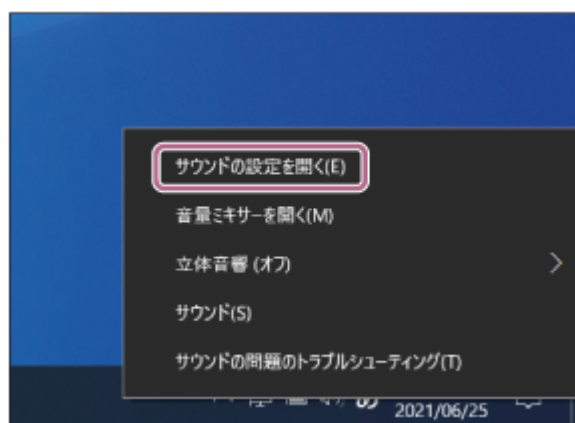 サウンドの設定を開く(E)
音量ミキサーを開く(M)
立体音響 (オフ)
サウンド(S)
サウンドの問題のトラブルシューティング(T)
あ
2021/06/25